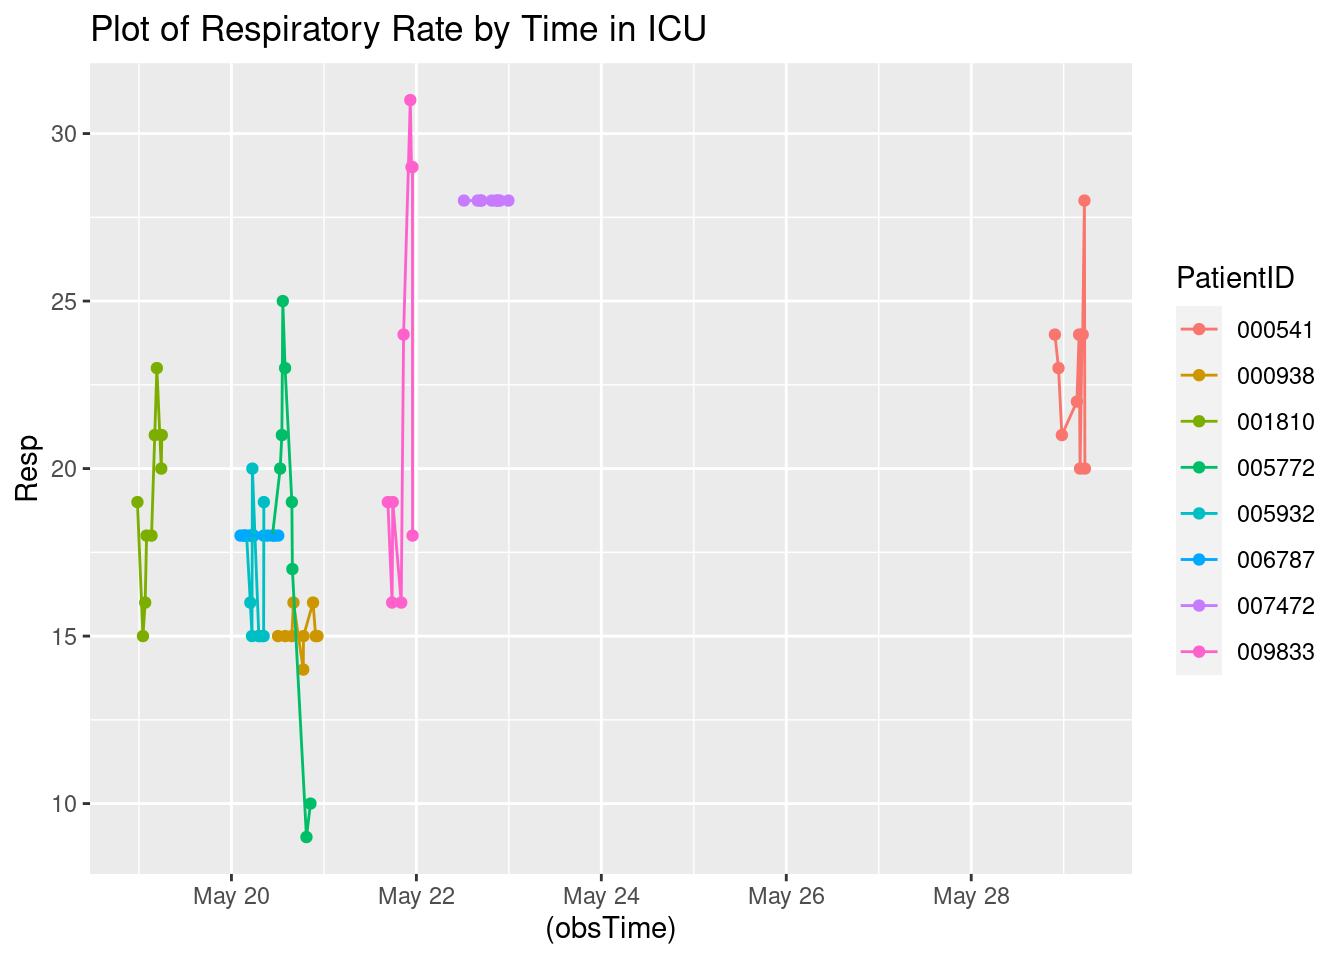 Plot of Respiratory Rate by Time in ICU
30
25
20
15
10
Resp
May 20 May 22 May 24 May 26 May 28
(obsTime)
PatientID
000541
000938
001810
005772
005932
006787
007472
009833